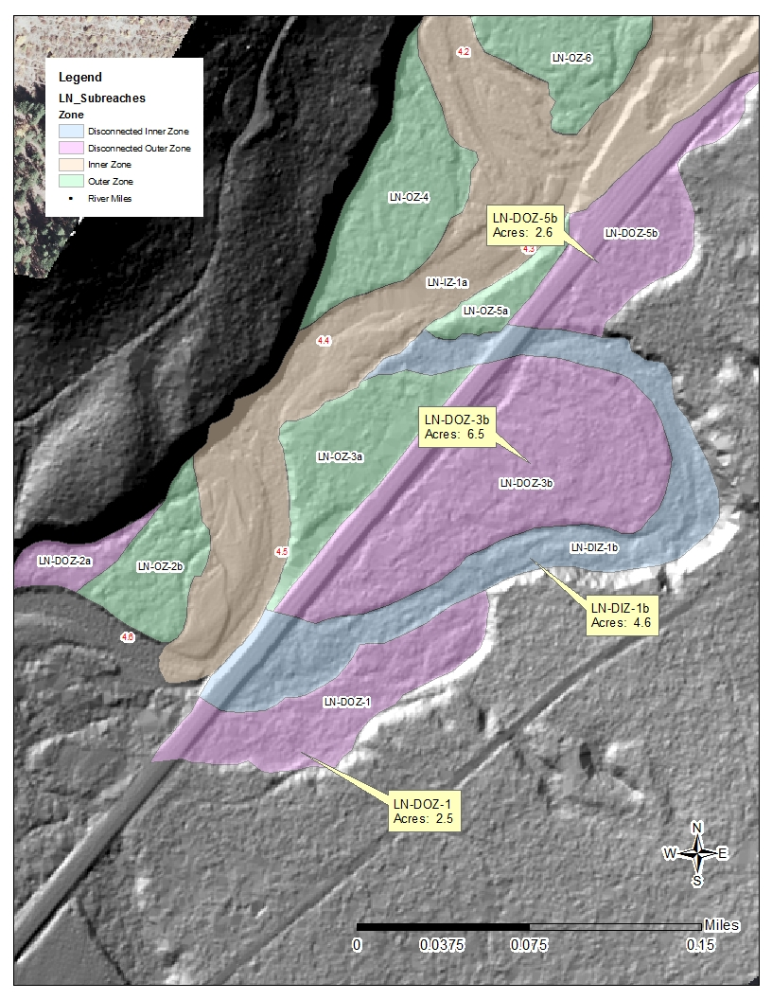 Legend
LN_Subreaches
Zone
Disconnected Inner Zone
Disconnected Outer Zone
Inner Zone
Outer Zone
River Miles
4.2
LN-OZ-6
LN-OZ-4
LN-DOZ-5b
Acres: 2.6
LN-DOZ-5b
4.3
LN-IZ-1a
LN-OZ-5a
4.4
LN-DOZ-3b
Acres: 6.5
LN-OZ-3a
LN-DOZ-3b
4.5
LN-DIZ-1b
LN-DOZ-2a
LN-OZ-2b
LN-DIZ-1b
Acres: 4.6
4.6
LN-DOZ-1
LN-DOZ-1
Acres: 2.5
N
W E
S
Miles
0 0.0375 0.075 0.15